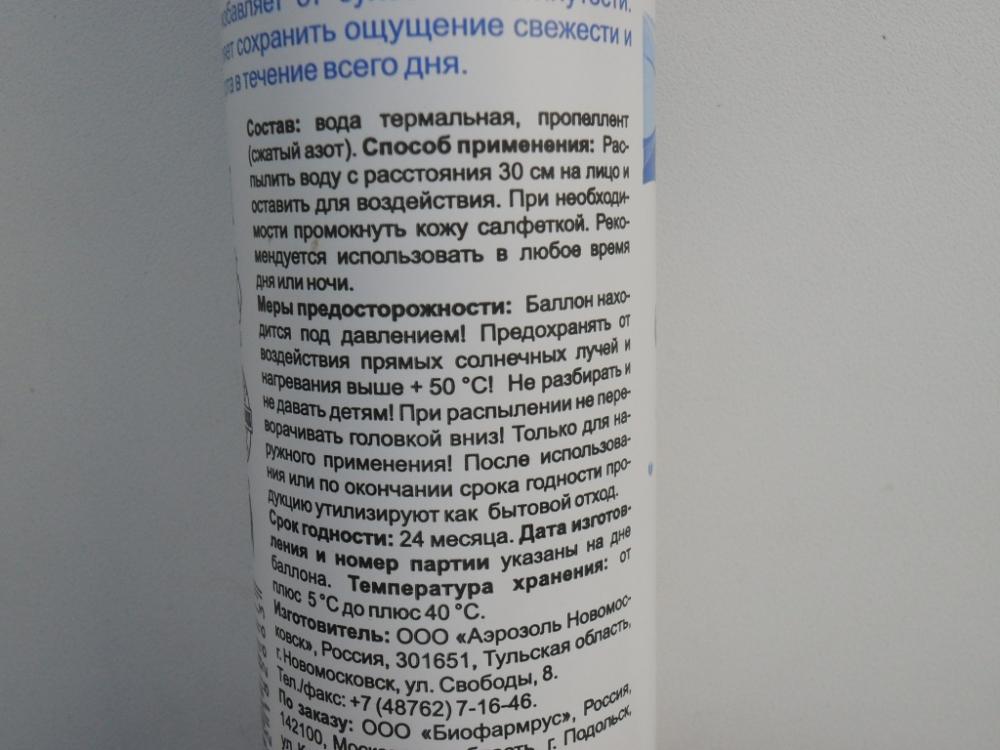 сохранить ощущение свежести и
в течение всего дня.
Состав: вода термальная, пропеллент
(сжатый азот). Способ применения: Рас-
пылить воду с расстояния 30 см на лицо и
оставить для воздействия. При необходи-
мости промокнуть кожу салфеткой. Реко-
мендуется использовать в любое время
дня или ночи.
Меры предосторожности: Баллон нахо-
дится под давлением! Предохранять от
воздействия прямых солнечных лучей и
нагревания выше + 50 °С! Не разбирать и
не давать детям! При распылении не пере-
ворачивать головкой вниз! Только для на-
ружного применения! После использова-
ния или по окончании срока годности про-
дукцию утилизируют как бытовой отход.
Срок годности: 24 месяца. Дата изготов-
ления и номер партии указаны на дне
баллона. Температура хранения: от
плюс 5 °С до плюс 40 °С.
Изготовитель: ООО «Аэрозоль Новомос-
ковск», Россия, 301651, Тульская область,
г. Новомосковск, ул. Свободы, 8.
Тел./факс: +7 (48762) 7-16-46.
По заказу: ООО «Биофармрус», Россия,
142100, г. Подольск,